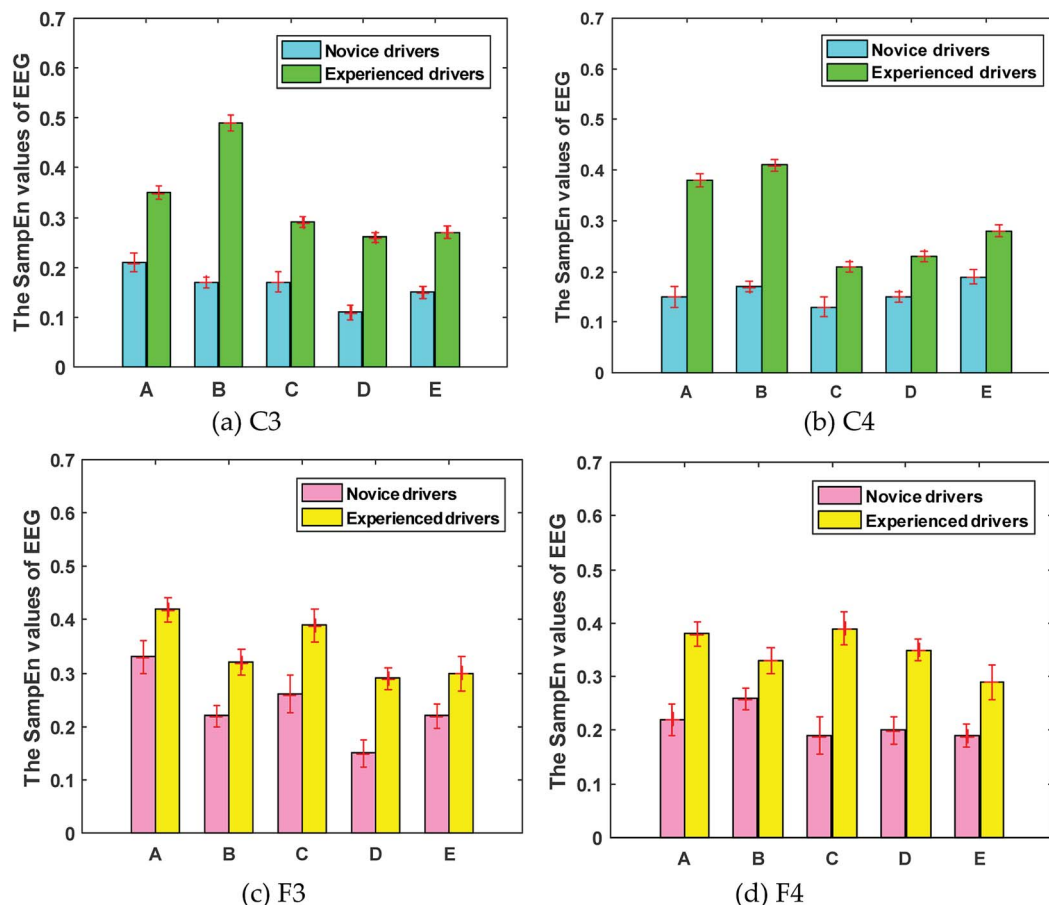 The SampEn values of EEG
0.7
0.6
0.5
0.4
0.3
0.2
0.1
0
Novice drivers
Experienced drivers
A B C D E
(a) C3
The SampEn values of EEG
0.7
0.6
0.5
0.4
0.3
0.2
0.1
0
Novice drivers
Experienced drivers
A B C D E
(b) C4
The SampEn values of EEG
0.7
0.6
0.5
0.4
0.3
0.2
0.1
0
Novice drivers
Experienced drivers
A B C D E
(c) F3
The SampEn values of EEG
0.7
0.6
0.5
0.4
0.3
0.2
0.1
0
Novice drivers
Experienced drivers
A B C D E
(d) F4